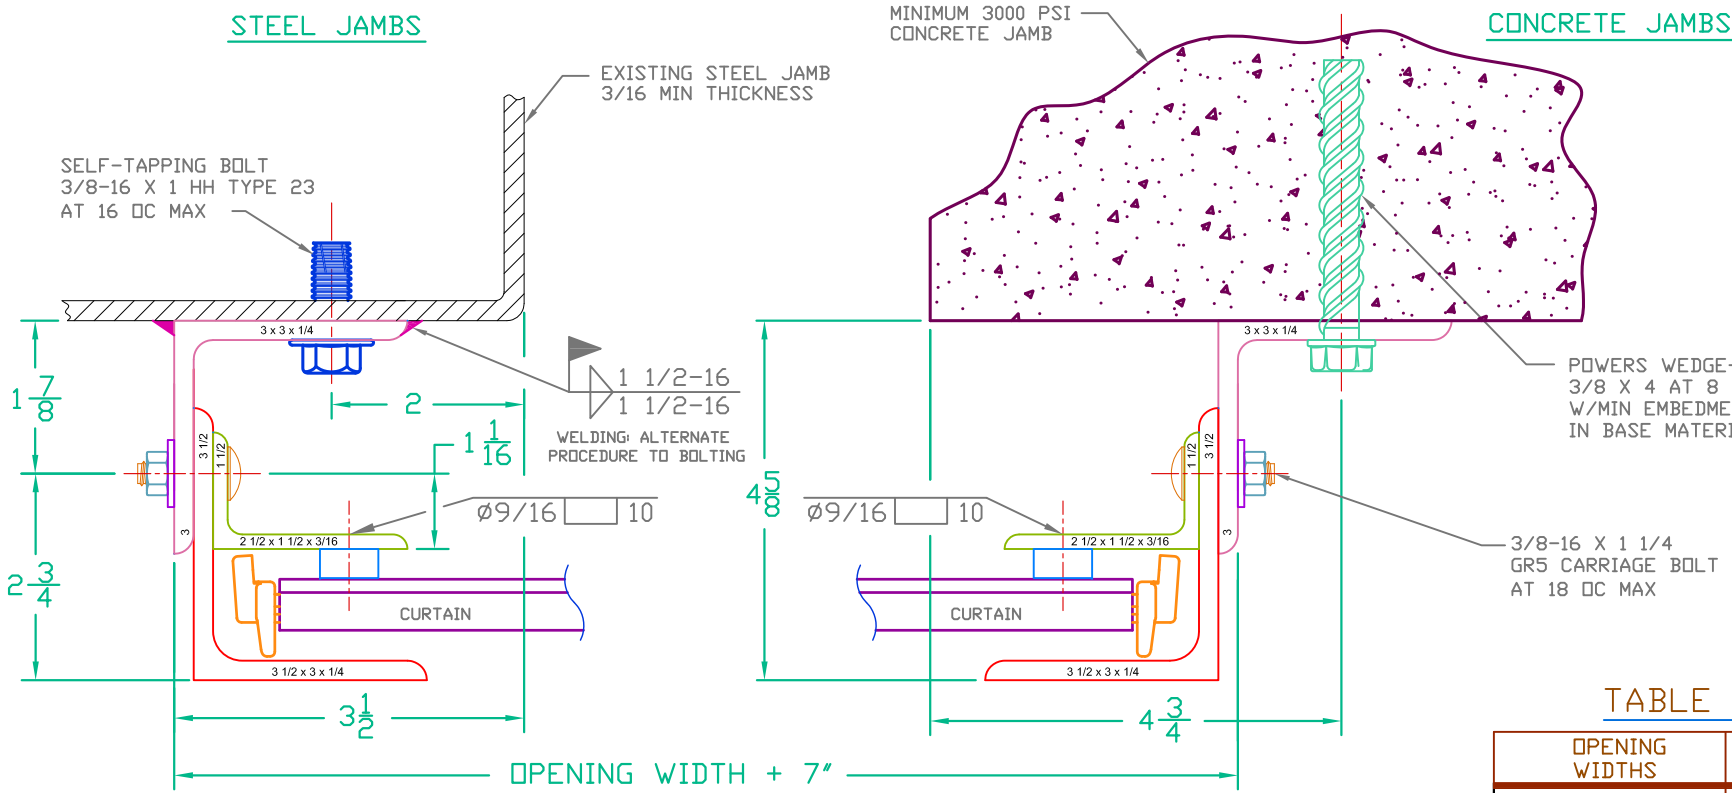 STEEL JAMBS
EXISTING STEEL JAMB
3/16 MIN THICKNESS
SELF-TAPPING BOLT
3/8-16 X 1 HH TYPE 23
AT 16 OC MAX
3 x 3 x 1/4
1 7/8
2
1 1/2-16
1 1/2-16
WELDING: ALTERNATE
PROCEDURE TO BOLTING
1 1/16
3 1/2
1 1/2
3
Ø9/16 10
2 1/2 x 1 1/2 x 3/16
2 3/4
CURTAIN
3 1/2 x 3 x 1/4
3 1/2
OPENING WIDTH + 7"
MINIMUM 3000 PSI
CONCRETE JAMB
CONCRETE JAMBS
3 x 3 x 1/4
POWERS WEDGE-
3/8 X 4 AT 8
W/MIN EMBEDME
IN BASE MATERI
1 1/2
3 1/2
4 5/8
Ø9/16 10
3
2 1/2 x 1 1/2 x 3/16
3/8-16 X 1 1/4
GR5 CARRIAGE BOLT
AT 18 OC MAX
CURTAIN
3 1/2 x 3 x 1/4
4 3/4
TABLE
OPENING
WIDTHS